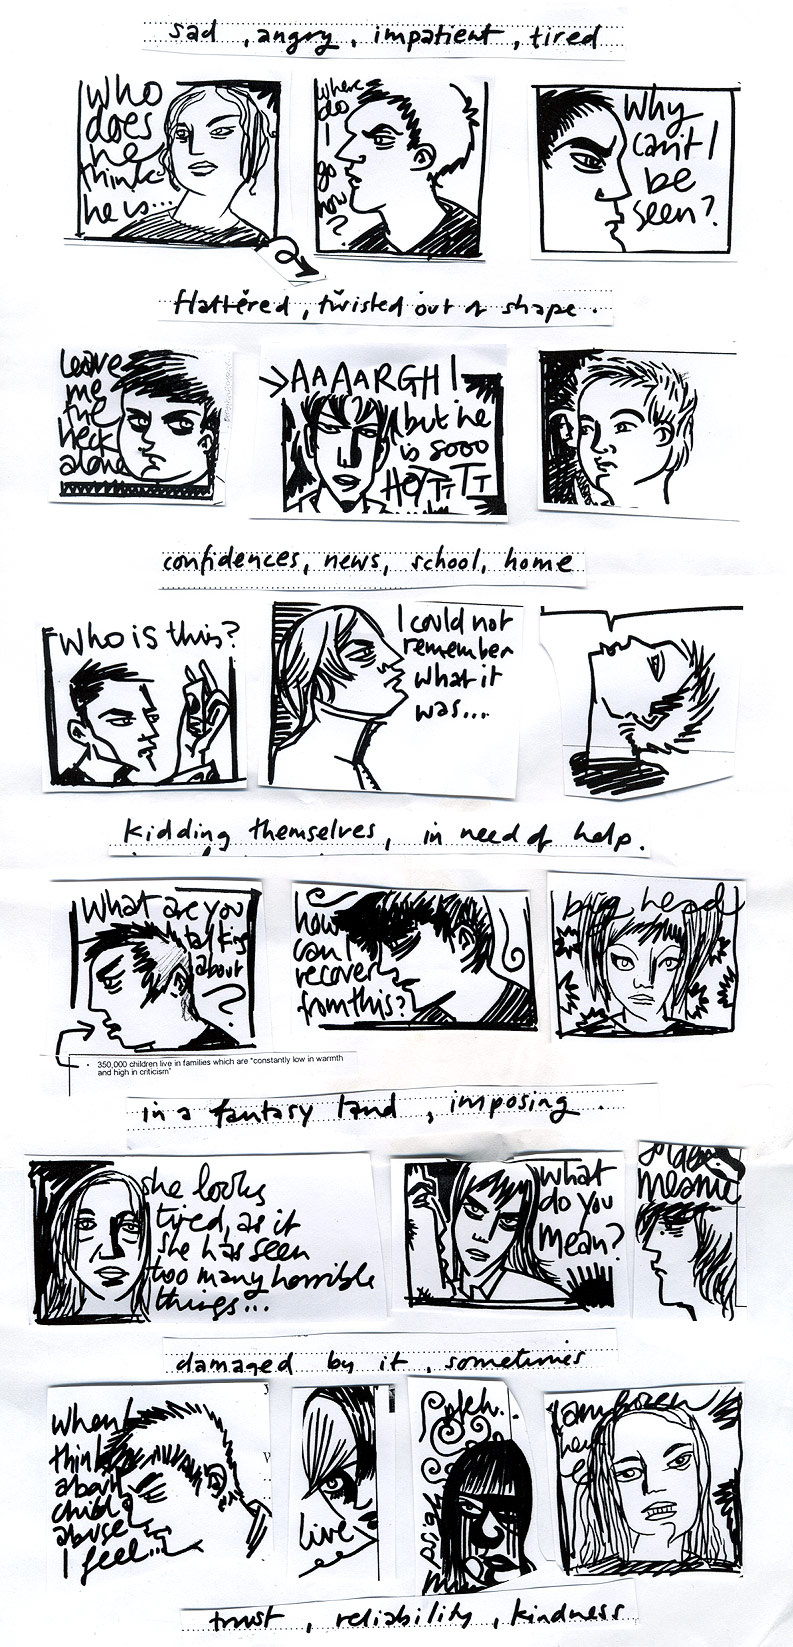 sad, angry, impatient, tired
who
does
he
think
he is...
where
do
I
go
now
?
Why
can't I
be
seen?
flattered, twisted out of shape.
Leave
me
the
heck
alone
AAAARGH!
but he
is sooo
HOTTTT
confidences, news, school, home
Who is this?
I could not
remember
what it
was...
kidding themselves, in need of help.
What are you
talking
about
?
how
can I
recover
from this?
big head
350,000 children live in families which are "constantly low in warmth
and high in criticism"
in a fantasy land, imposing.
she looks
tired, as if
she has seen
too many horrible
things...
what
do you
mean?
meanie
damaged by it, sometimes
when I
think
about
child
abuse
I feel...
live
I am frozen
trust, reliability, kindness